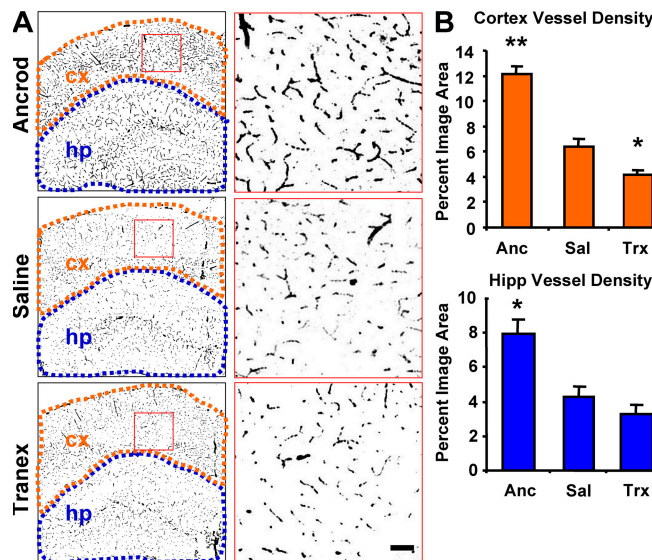 A
Ancrod
cx
hp
Saline
cx
hp
Tranex
cx
hp
B
Cortex Vessel Density
Percent Image Area
14
12
10
8
6
4
2
0
**
*
Anc Sal Trx
Hipp Vessel Density
Percent Image Area
10
8
6
4
2
0
*
Anc Sal Trx